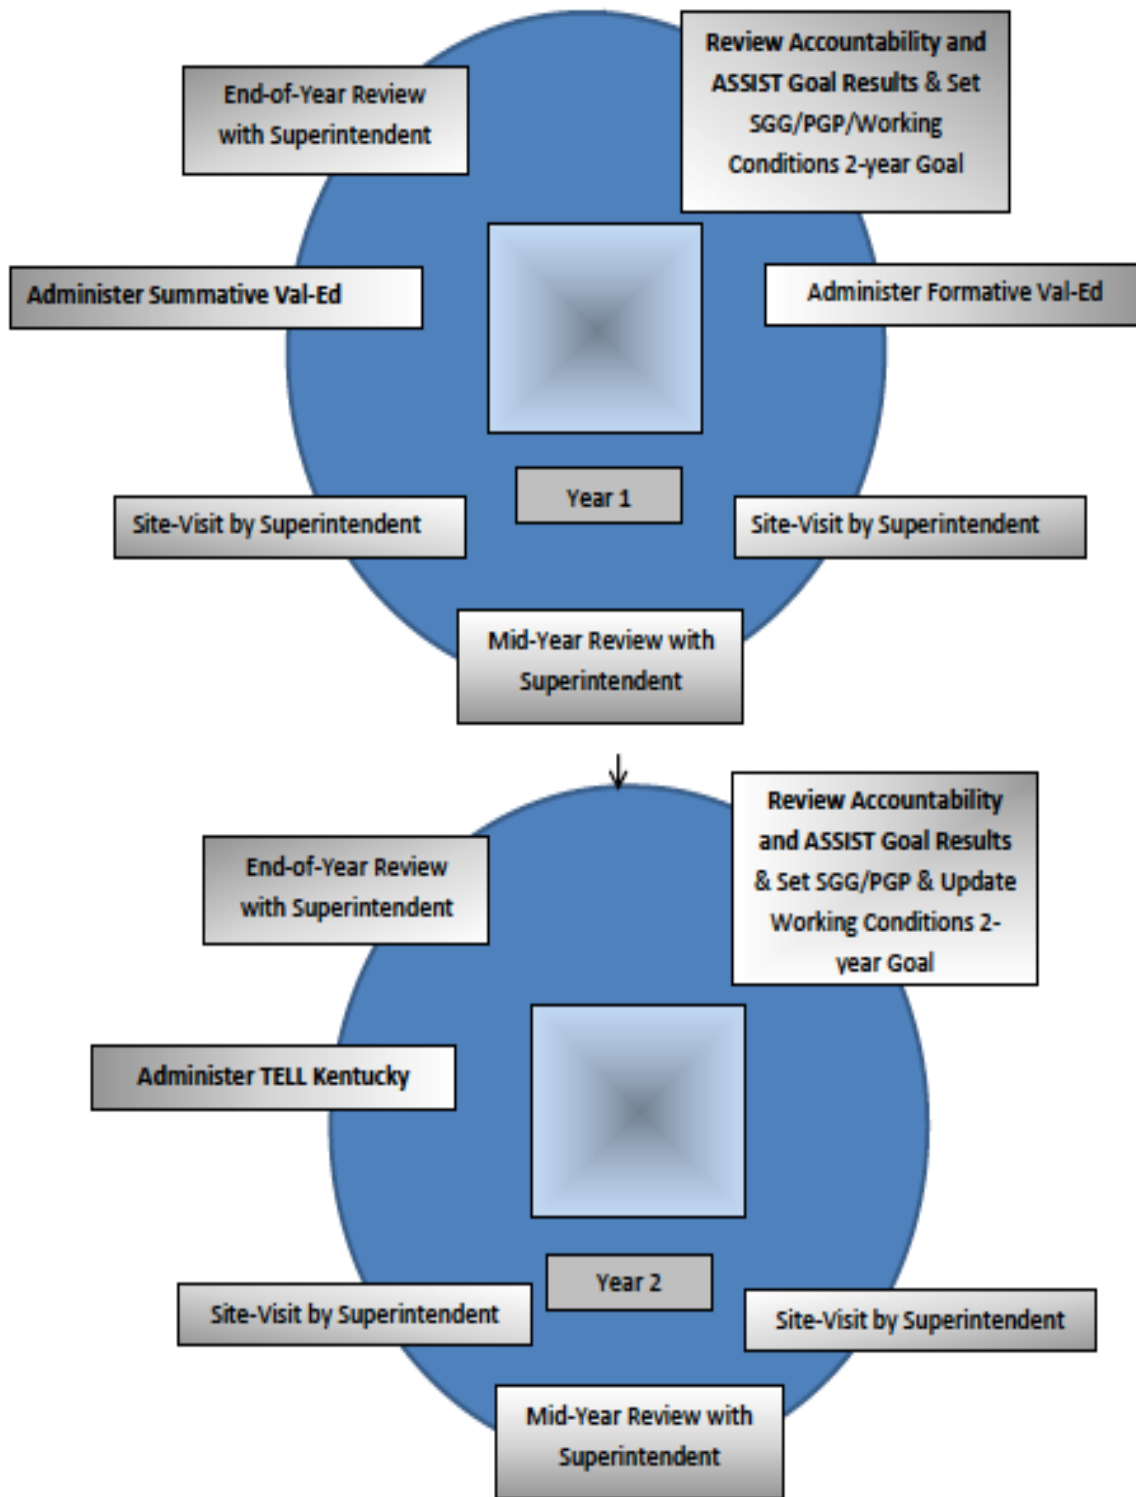 Review Accountability and
ASSIST Goal Results & Set
SGG/PGP/Working
Conditions 2-year Goal
End-of-Year Review
with Superintendent
Administer Summative Val-Ed
Administer Formative Val-Ed
Year 1
Site-Visit by Superintendent
Site-Visit by Superintendent
Mid-Year Review with
Superintendent
Review Accountability
and ASSIST Goal Results
& Set SGG/PGP & Update
Working Conditions 2-
year Goal
End-of-Year Review
with Superintendent
Administer TELL Kentucky
Year 2
Site-Visit by Superintendent
Site-Visit by Superintendent
Mid-Year Review with
Superintendent